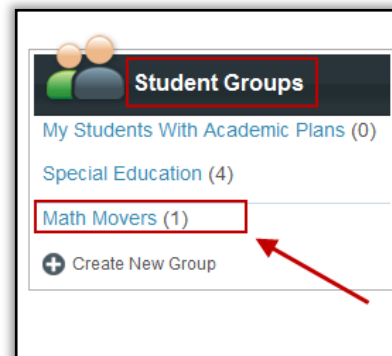 Student Groups
My Students With Academic Plans (0)
Special Education (4)
Math Movers (1)
Create New Group